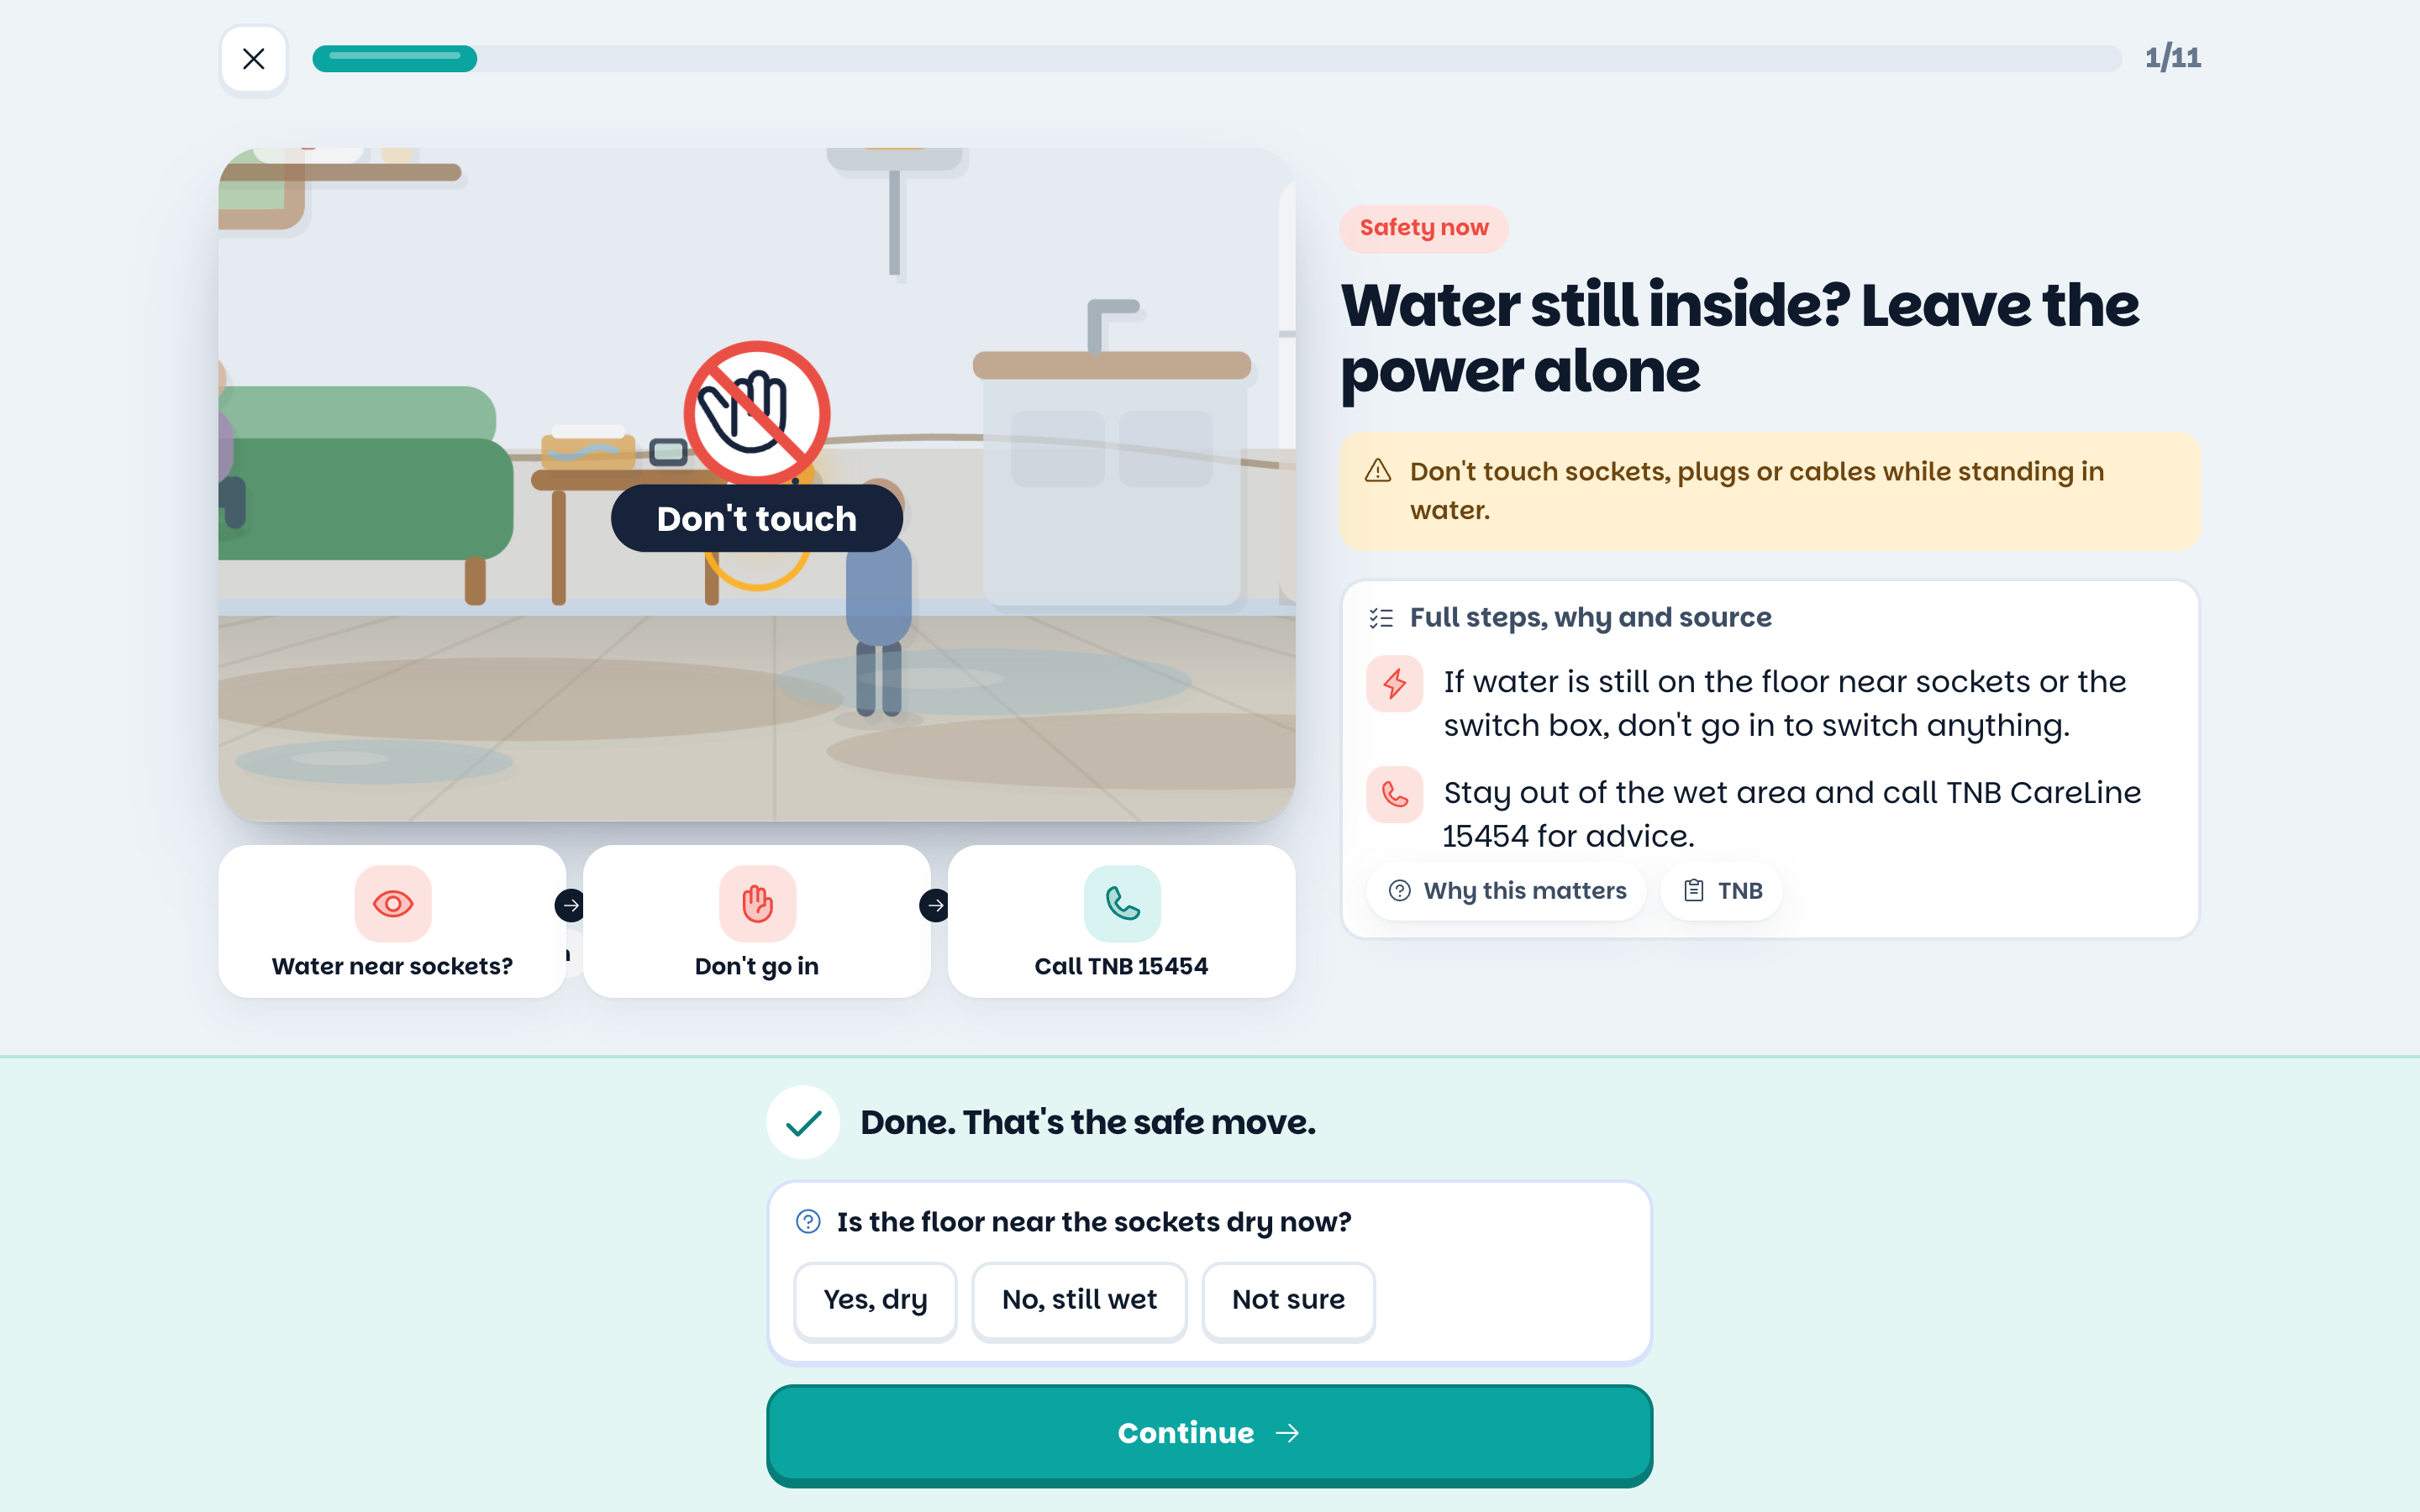 1/11
Don't touch
Water near sockets?
Don't go in
Call TNB 15454
Safety now
Water still inside? Leave the
power alone
Don't touch sockets, plugs or cables while standing in
water.
Full steps, why and source
If water is still on the floor near sockets or the
switch box, don't go in to switch anything.
Stay out of the wet area and call TNB CareLine
15454 for advice.
Why this matters
TNB
Done. That's the safe move.
Is the floor near the sockets dry now?
Yes, dry
No, still wet
Not sure
Continue